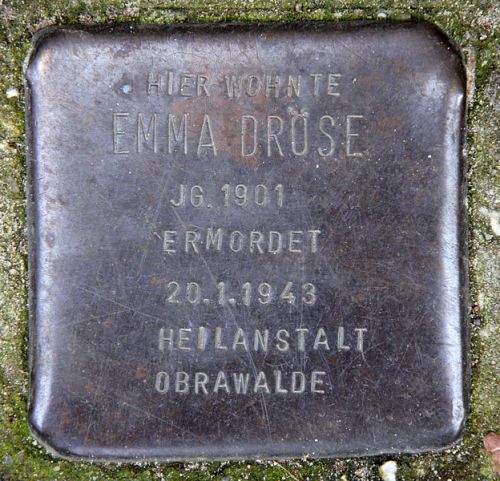 HIER WOHNTE
EMMA DRÖSE
JG. 1901
ERMORDET
20.1.1943
HEILANSTALT
OBRAWALDE